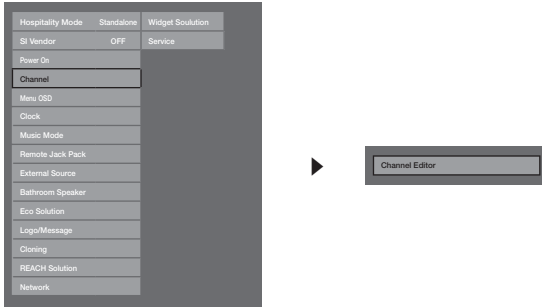 Hospitality Mode Standalone Widget Soulution
SI Vendor OFF Service
Power On
Channel
Menu OSD
Clock
Music Mode
Remote Jack Pack
External Source
Bathroom Speaker
Eco Solution
Logo/Message
Cloning
REACH Solution
Network
Channel Editor